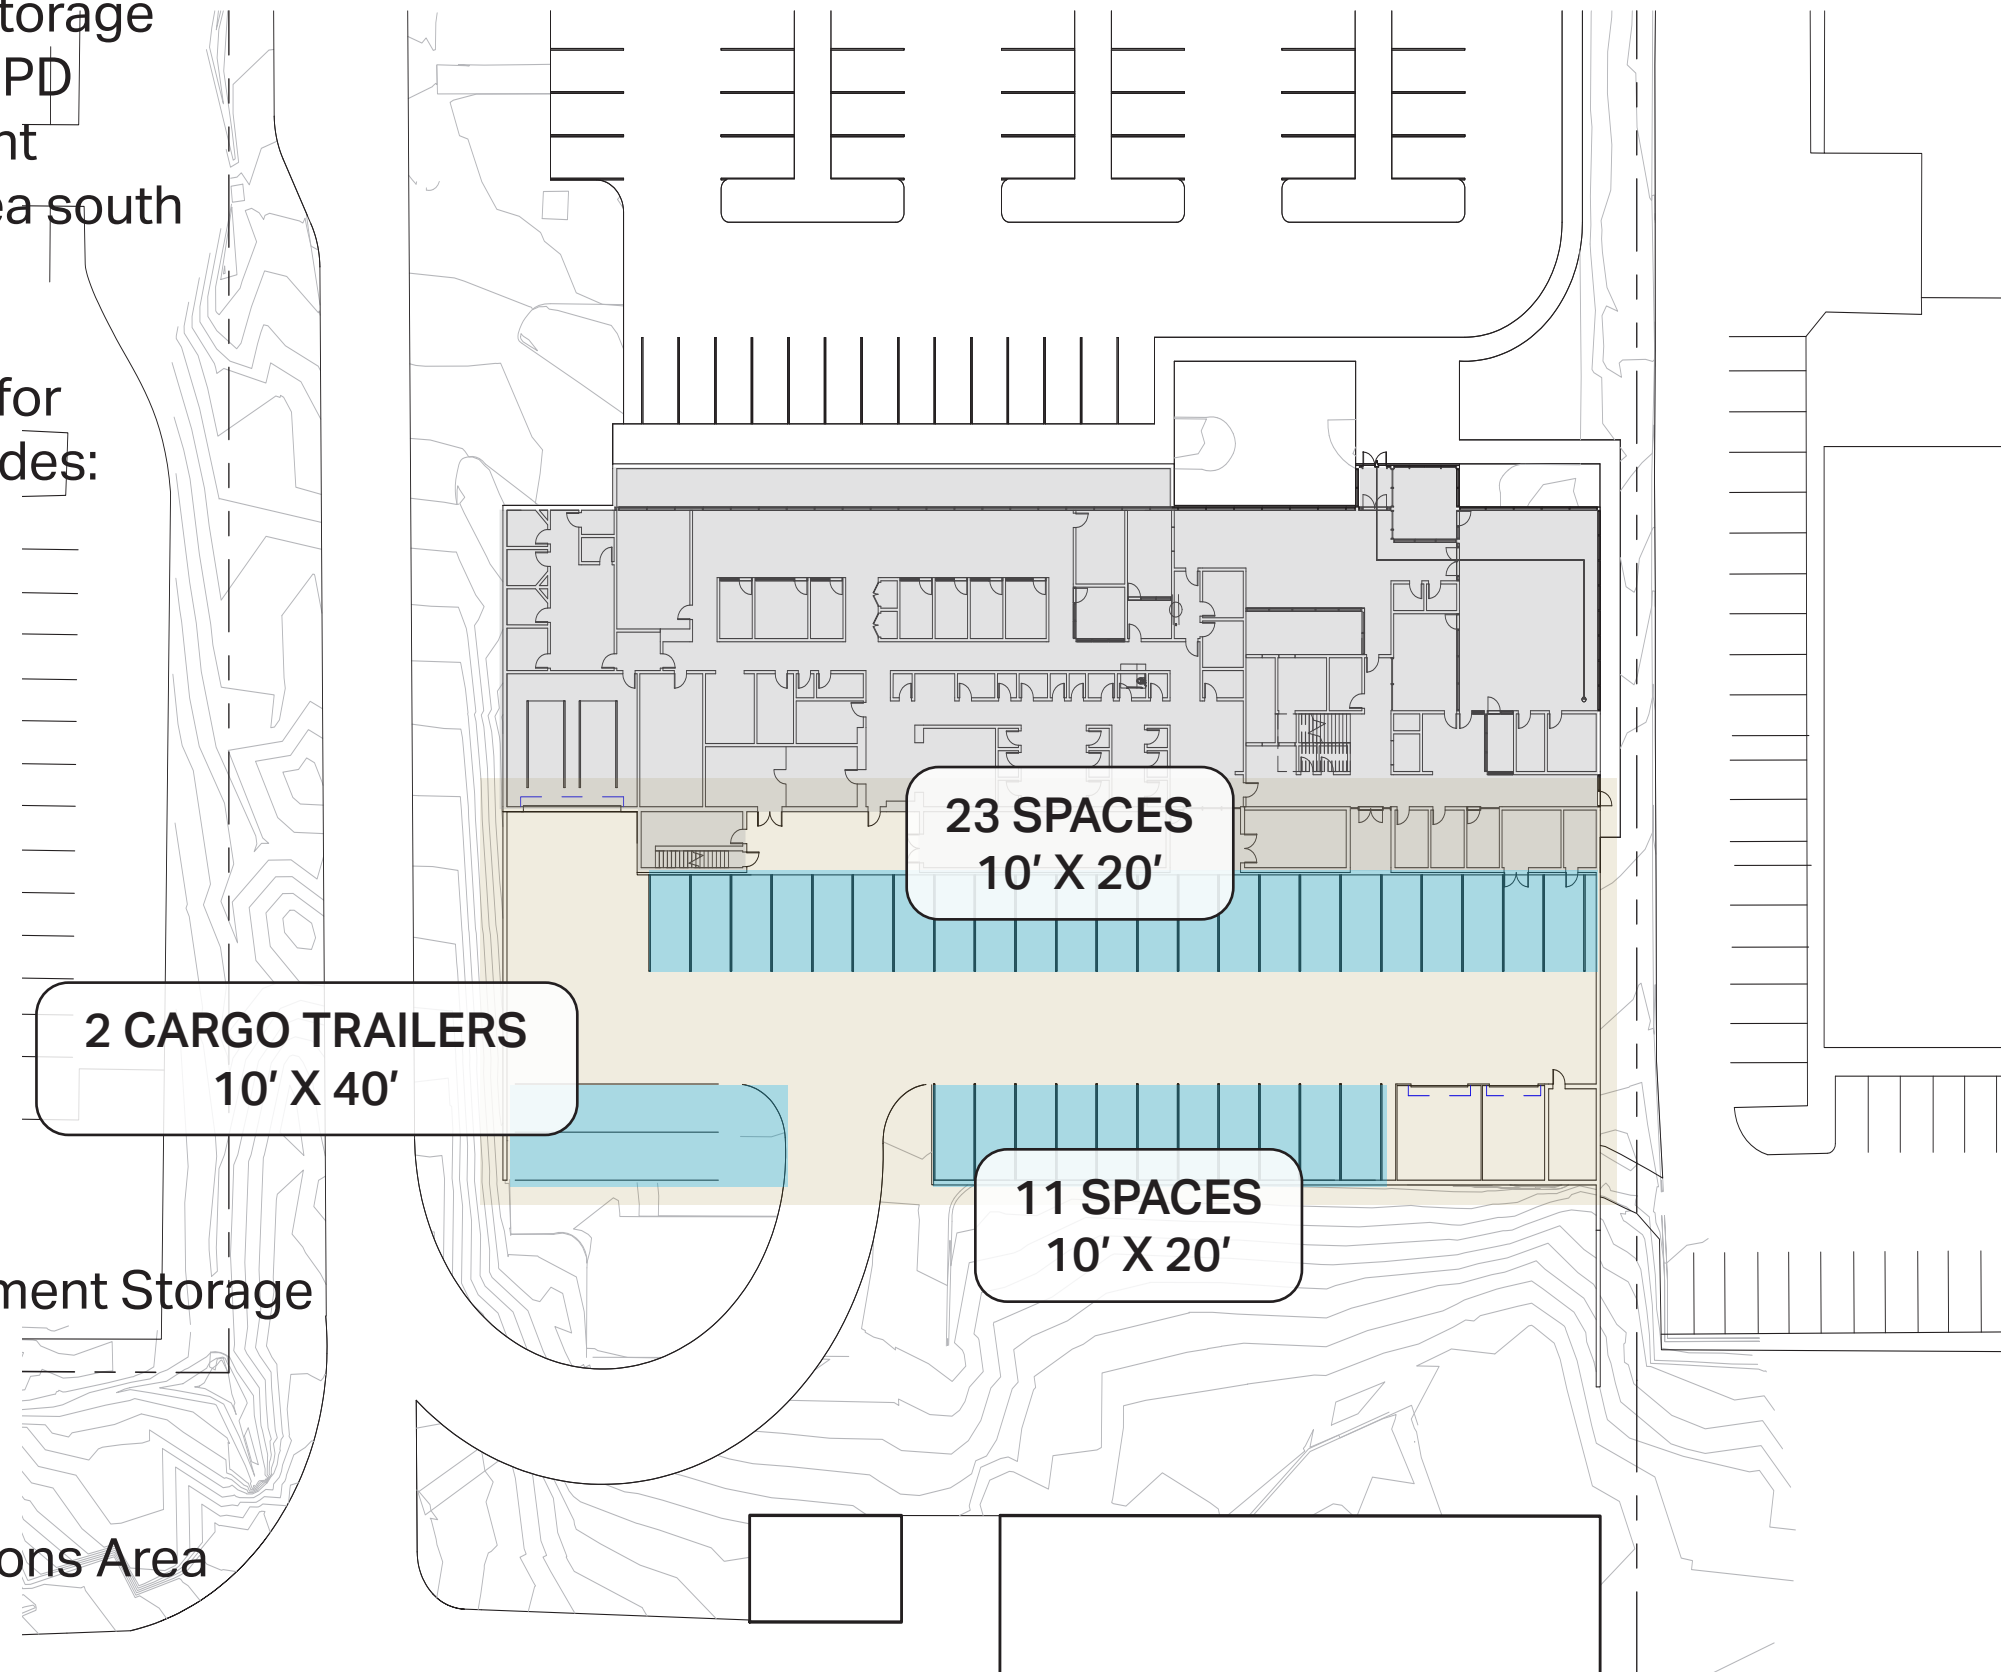 torage
PD
nt
ea south
for
des:
23 SPACES
10′ X 20′
2 CARGO TRAILERS
10′ X 40′
11 SPACES
10′ X 20′
ment Storage
ons Area